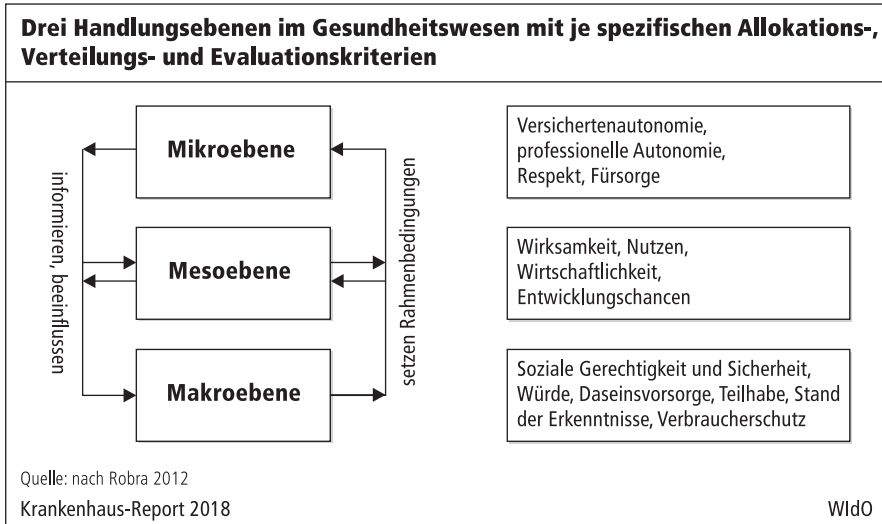 Drei Handlungsebenen im Gesundheitswesen mit je spezifischen Allokations-,
Verteilungs- und Evaluationskriterien
informieren, beeinflussen
Mikroebene
Mesoebene
Makroebene
setzen Rahmenbedingungen
Versichertenautonomie,
professionelle Autonomie,
Respekt, Fürsorge
Wirksamkeit, Nutzen,
Wirtschaftlichkeit,
Entwicklungschancen
Soziale Gerechtigkeit und Sicherheit,
Würde, Daseinsvorsorge, Teilhabe, Stand
der Erkenntnisse, Verbraucherschutz
Quelle: nach Robra 2012
Krankenhaus-Report 2018
WIdO